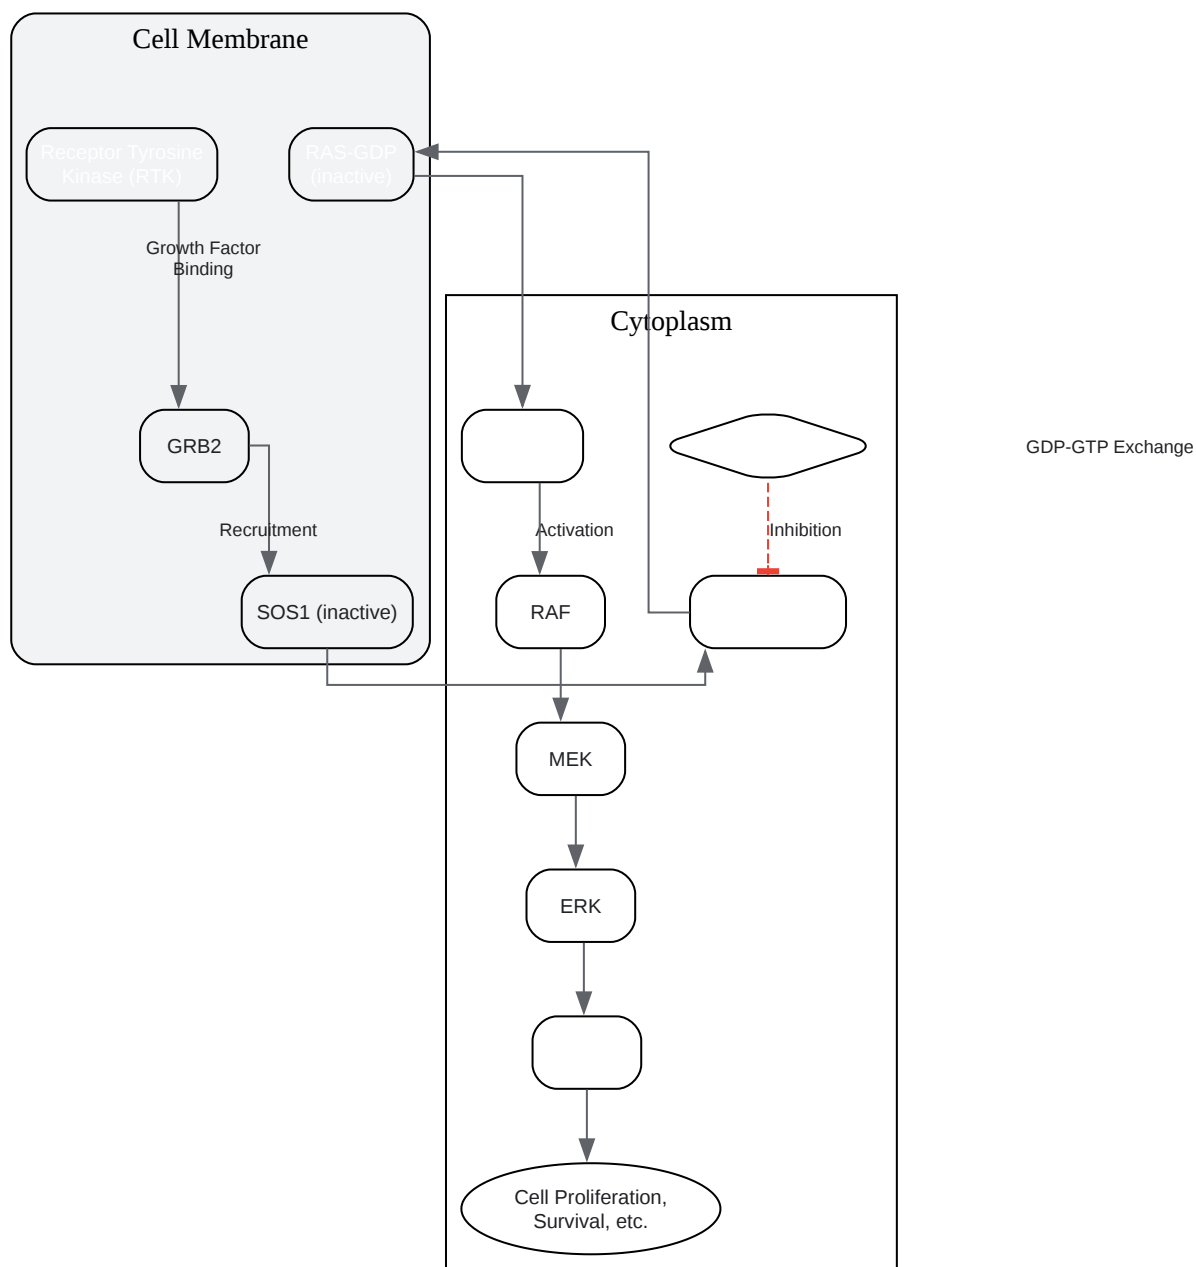 Cell Membrane
Receptor Tyrosine
Kinase (RTK)
RAS-GDP
(inactive)
Growth Factor
Binding
Cytoplasm
GRB2
GDP-GTP Exchange
Recruitment
Activation
Inhibition
SOS1 (inactive)
RAF
MEK
ERK
Cell Proliferation,
Survival, etc.